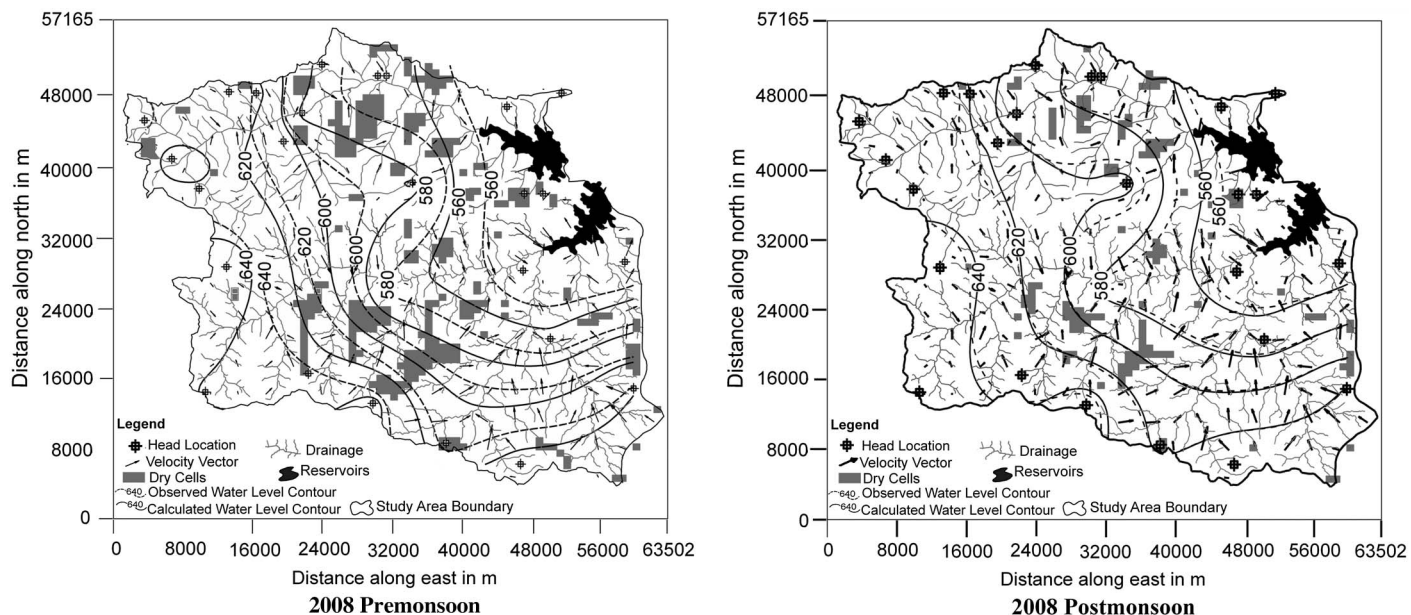 57165
48000
40000
32000
24000
16000
8000
0
Distance along north in m
620
600
620
600
580
580
560
560
640
640
Legend
Head Location
Velocity Vector
Dry Cells
640 Observed Water Level Contour
640 Calculated Water Level Contour
Drainage
Reservoirs
Study Area Boundary
0 8000 16000 24000 32000 40000 48000 56000 63502
Distance along east in m
2008 Premonsoon
57165
48000
40000
32000
24000
16000
8000
0
Distance along north in m
640
620
600
580
560
560
Legend
Head Location
Velocity Vector
Dry Cells
640 Observed Water Level Contour
640 Calculated Water Level Contour
Drainage
Reservoirs
Study Area Boundary
0 8000 16000 24000 32000 40000 48000 56000 63502
Distance along east in m
2008 Postmonsoon